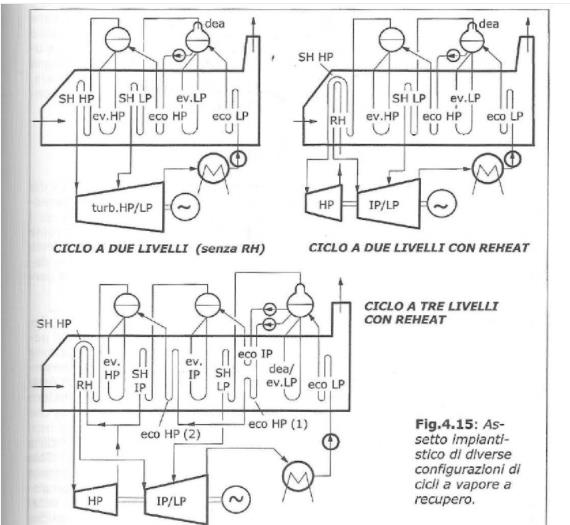 dea
SH HP
SH LP
ev.LP
ev.HP
eco HP
eco LP
turb.HP/LP
~
CICLO A DUE LIVELLI (senza RH)
dea
SH HP
RH
SH LP
ev.LP
ev.HP
eco HP
eco LP
HP
IP/LP
~
CICLO A DUE LIVELLI CON REHEAT
CICLO A TRE LIVELLI
CON REHEAT
SH HP
RH
ev.
HP
SH
IP
ev.
IP
SH
LP
eco IP
dea/
ev.LP
eco LP
eco HP (2)
eco HP (1)
HP
IP/LP
~
Fig.4.15: As-
setto impianti-
stico di diverse
configurazioni di
cicli a vapore a
recupero.